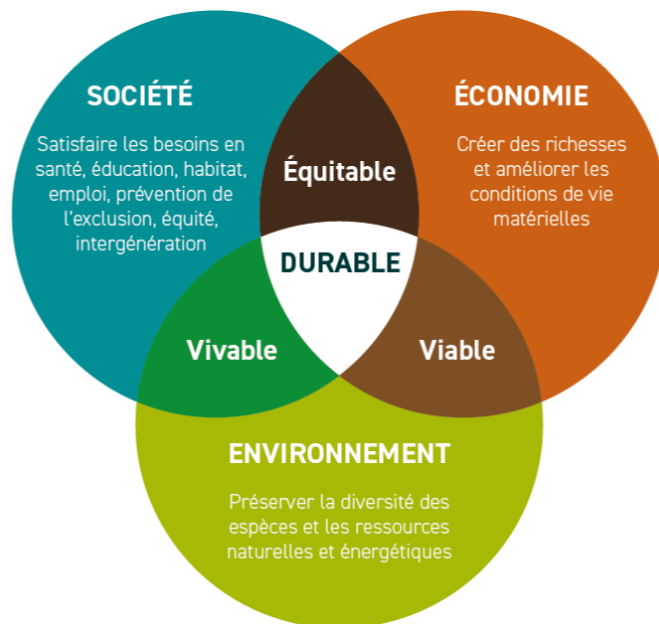 SOCIÉTÉ
Satisfaire les besoins en
santé, éducation, habitat,
emploi, prévention de
l'exclusion, équité,
intergénération
ÉCONOMIE
Créer des richesses
et améliorer les
conditions de vie
matérielles
Équitable
DURABLE
Vivable
Viable
ENVIRONNEMENT
Préserver la diversité des
espèces et les ressources
naturelles et énergétiques